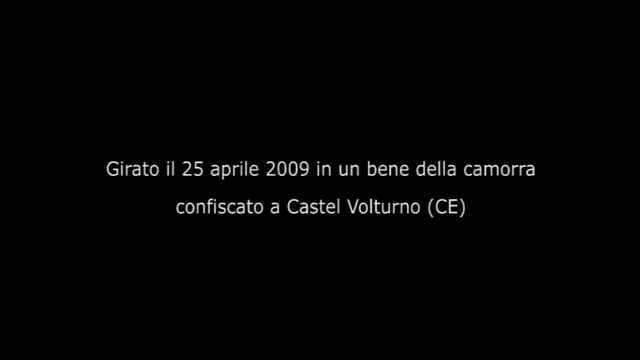 Girato il 25 aprile 2009 in un bene della camorra
confiscato a Castel Volturno (CE)